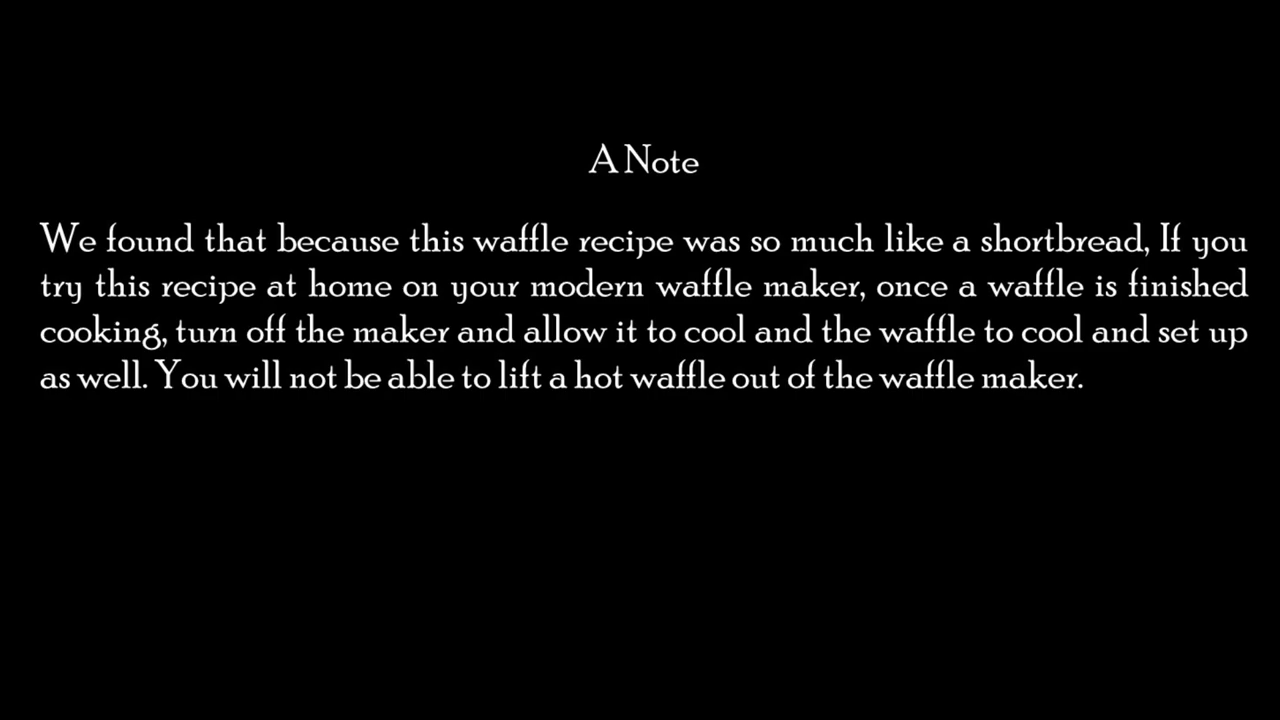 A Note
We found that because this waffle recipe was so much like a shortbread, If you
try this recipe at home on your modern waffle maker, once a waffle is finished
cooking, turn off the maker and allow it to cool and the waffle to cool and set up
as well. You will not be able to lift a hot waffle out of the waffle maker.